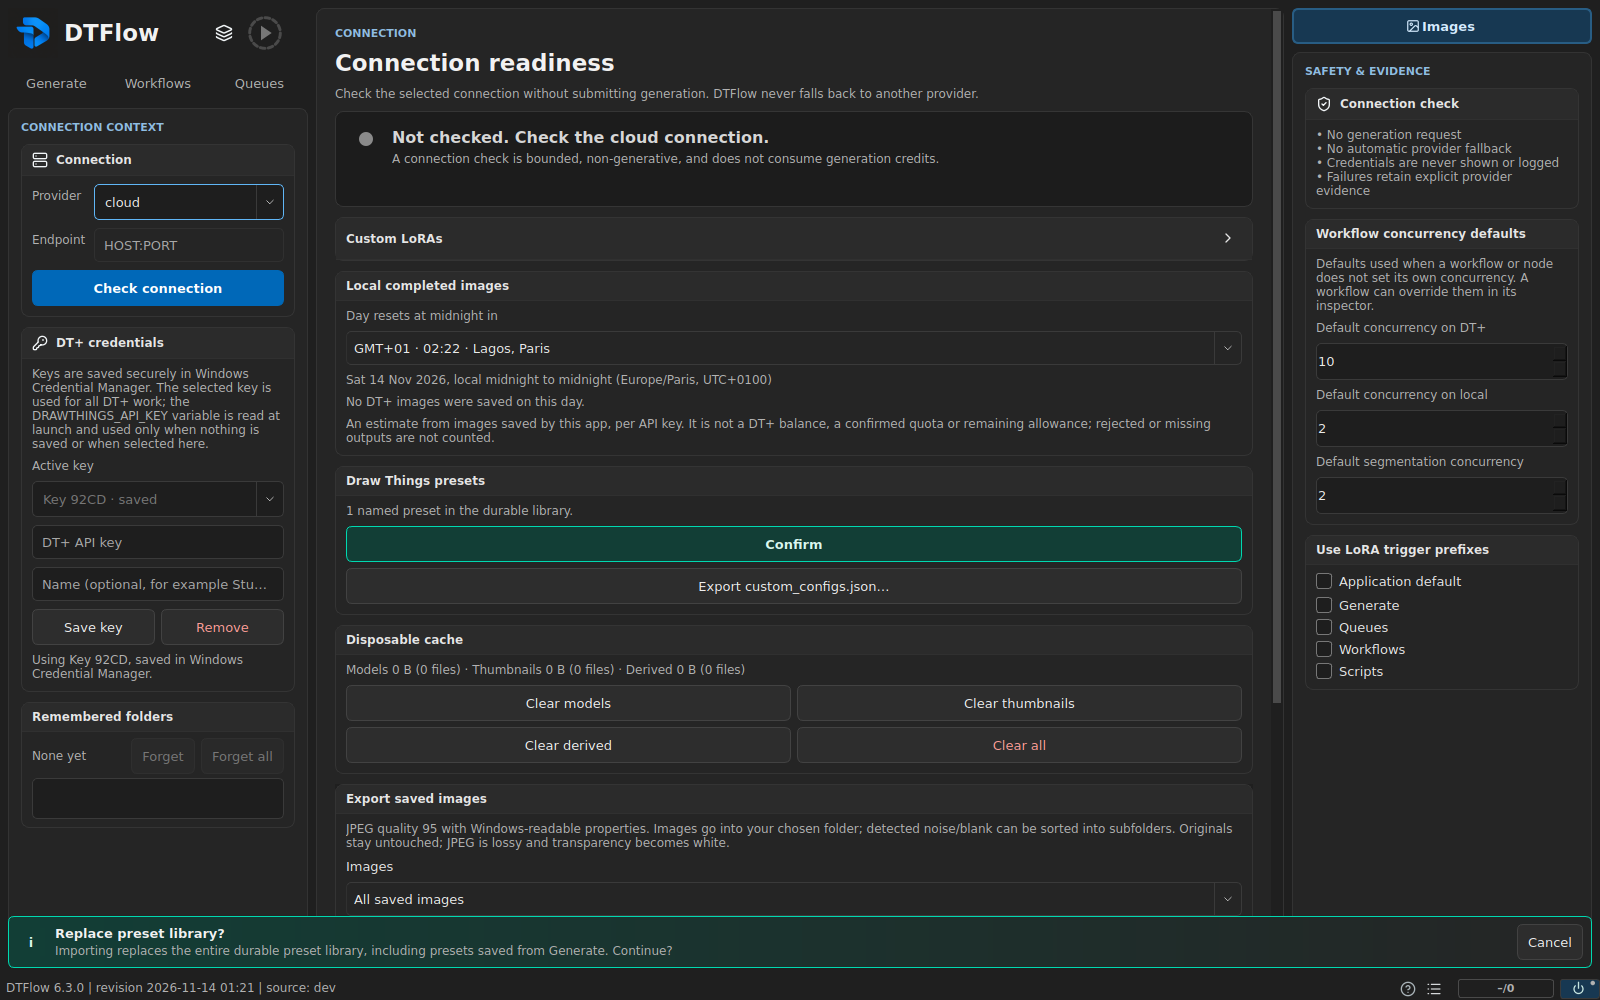 DTFlow
Generate
Workflows
Queues
CONNECTION CONTEXT
Connection
Provider
cloud
Endpoint
HOST:PORT
Check connection
DT+ credentials
Keys are saved securely in Windows
Credential Manager. The selected key is
used for all DT+ work; the
DRAWTHINGS_API_KEY variable is read at
launch and used only when nothing is
saved or when selected here.
Active key
Key 92CD · saved
DT+ API key
Name (optional, for example Stu...
Save key
Remove
Using Key 92CD, saved in Windows
Credential Manager.
Remembered folders
None yet
Forget
Forget all
CONNECTION
Connection readiness
Check the selected connection without submitting generation. DTFlow never falls back to another provider.
Not checked. Check the cloud connection.
A connection check is bounded, non-generative, and does not consume generation credits.
Custom LoRAs
Local completed images
Day resets at midnight in
GMT+01 · 02:22 · Lagos, Paris
Sat 14 Nov 2026, local midnight to midnight (Europe/Paris, UTC+0100)
No DT+ images were saved on this day.
An estimate from images saved by this app, per API key. It is not a DT+ balance, a confirmed quota or remaining allowance; rejected or missing
outputs are not counted.
Draw Things presets
1 named preset in the durable library.
Confirm
Export custom_configs.json...
Disposable cache
Models 0 B (0 files) · Thumbnails 0 B (0 files) · Derived 0 B (0 files)
Clear models
Clear thumbnails
Clear derived
Clear all
Export saved images
JPEG quality 95 with Windows-readable properties. Images go into your chosen folder; detected noise/blank can be sorted into subfolders. Originals
stay untouched; JPEG is lossy and transparency becomes white.
Images
All saved images
Images
SAFETY & EVIDENCE
Connection check
• No generation request
• No automatic provider fallback
• Credentials are never shown or logged
• Failures retain explicit provider
evidence
Workflow concurrency defaults
Defaults used when a workflow or node
does not set its own concurrency. A
workflow can override them in its
inspector.
Default concurrency on DT+
10
Default concurrency on local
2
Default segmentation concurrency
2
Use LoRA trigger prefixes
Application default
Generate
Queues
Workflows
Scripts
Replace preset library?
Importing replaces the entire durable preset library, including presets saved from Generate. Continue?
Cancel
DTFlow 6.3.0 | revision 2026-11-14 01:21 | source: dev
–/0